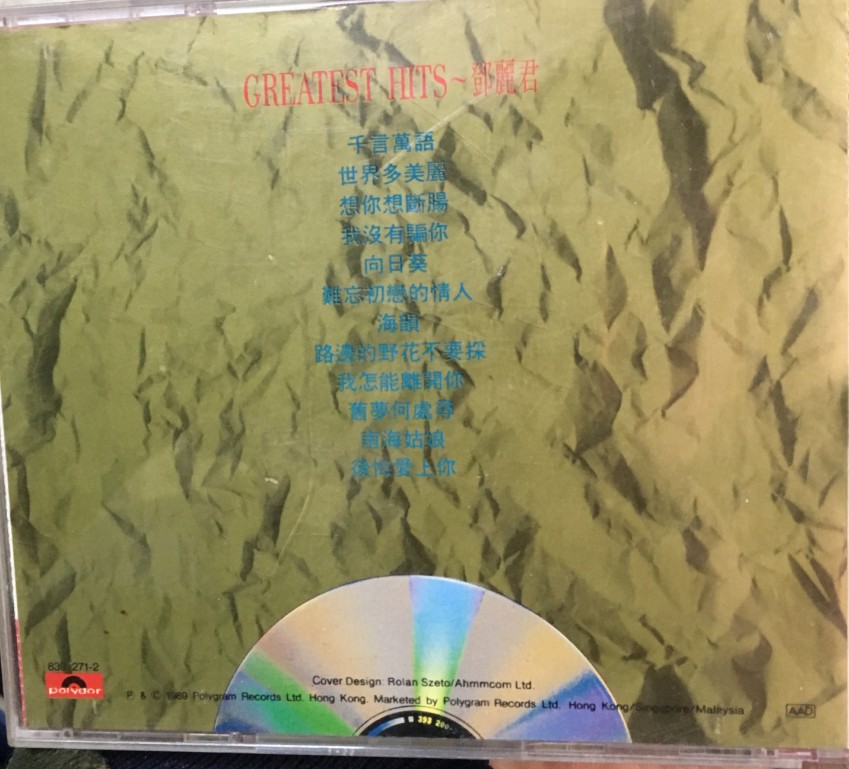 GREATEST HITS~鄧麗君
千言萬語
世界多美麗
想你想斷腸
我沒有騙你
向日葵
難忘初戀的情人
海韻
路邊的野花不要採
我怎能離開你
舊夢何處尋
南海姑娘
後悔愛上你
271-2
polydor
Cover Design: Rolan Szeto/Ahmmcom Ltd.
P. & C 1989 Polygram Records Ltd. Hong Kong. Marketed by Polygram Records Ltd. Hong Kong/Singapore/Malaysia
AAD
393 200-